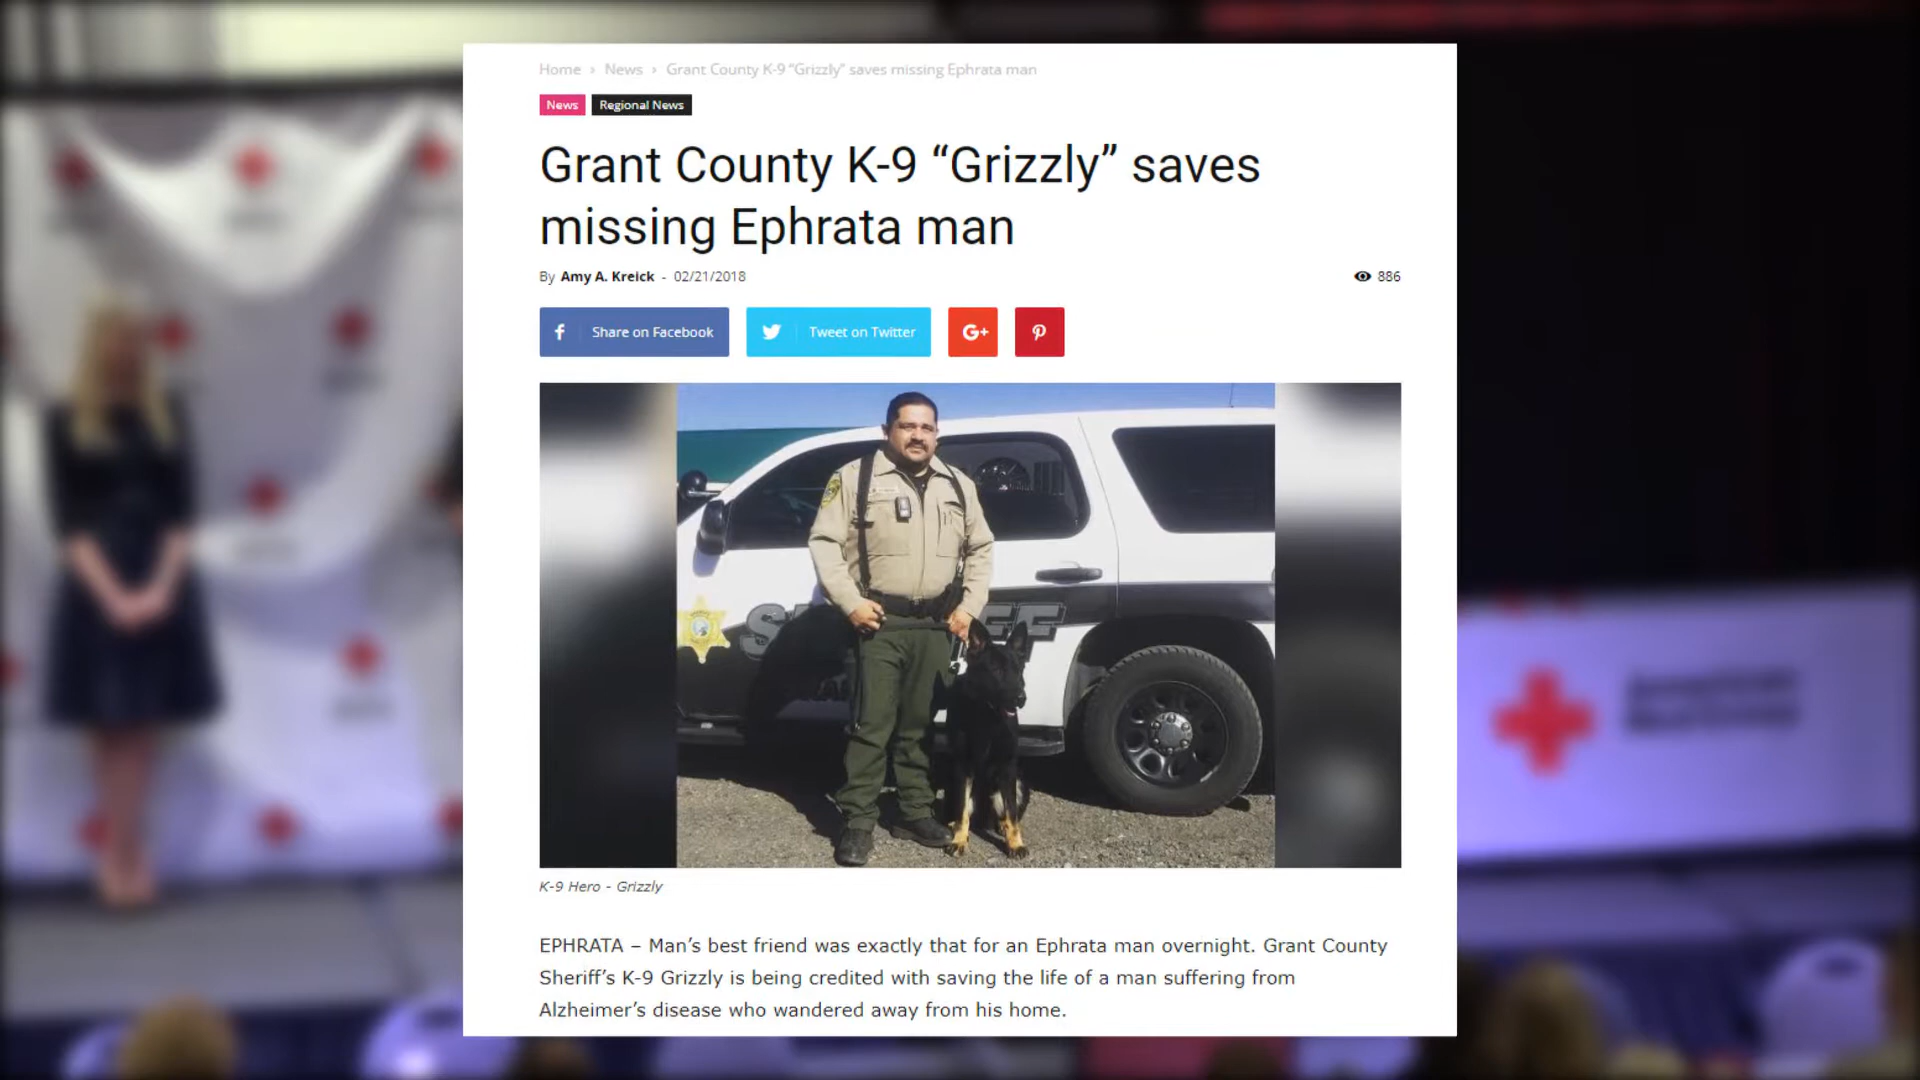 Home › News › Grant County K-9 “Grizzly” saves missing Ephrata man
News Regional News
Grant County K-9 “Grizzly” saves
missing Ephrata man
By Amy A. Kreick - 02/21/2018 886
f Share on Facebook Tweet on Twitter G+
K-9 Hero - Grizzly
EPHRATA – Man’s best friend was exactly that for an Ephrata man overnight. Grant County
Sheriff’s K-9 Grizzly is being credited with saving the life of a man suffering from
Alzheimer’s disease who wandered away from his home.